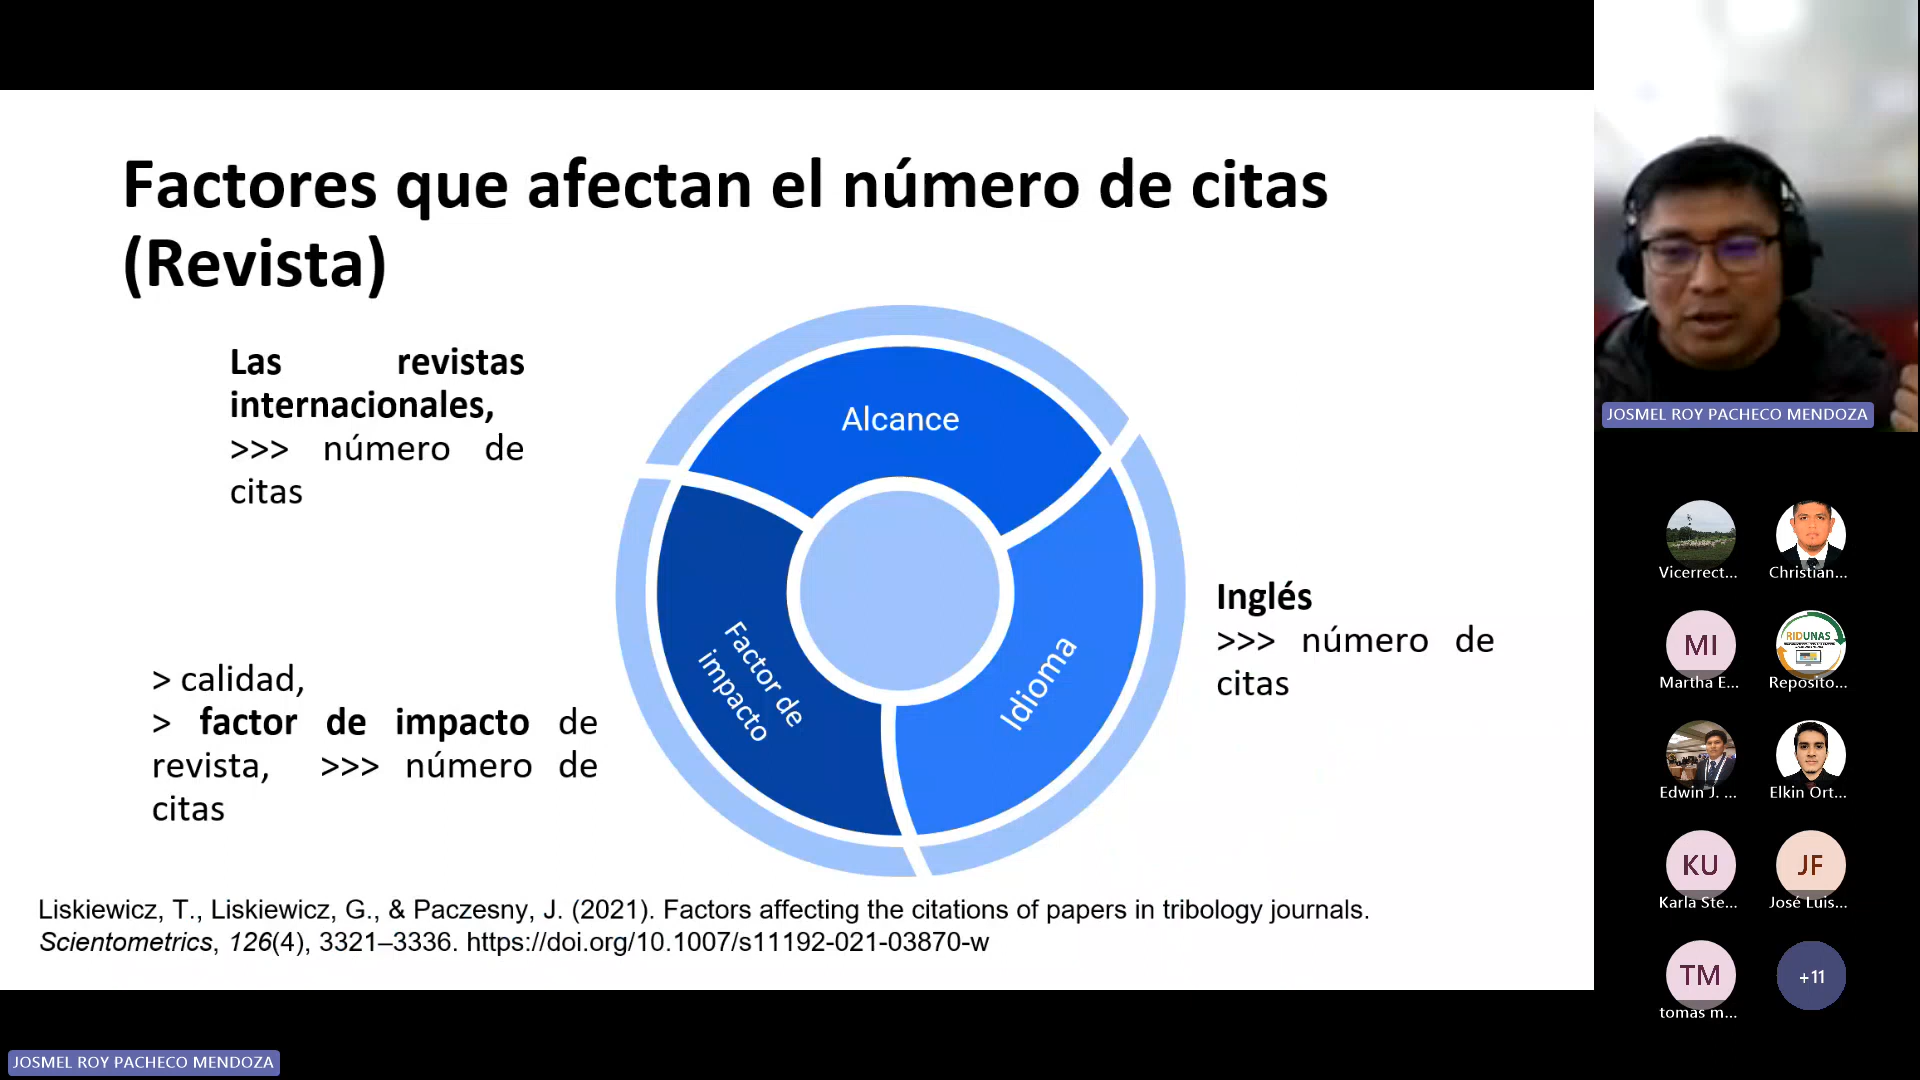 Factores que afectan el número de citas
(Revista)
Las revistas
internacionales,
>>> número de
citas
Alcance
Inglés
>>> número de
citas
Idioma
Factor de
impacto
> calidad,
> factor de impacto de
revista, >>> número de
citas
Liskiewicz, T., Liskiewicz, G., & Paczesny, J. (2021). Factors affecting the citations of papers in tribology journals.
Scientometrics, 126(4), 3321–3336. https://doi.org/10.1007/s11192-021-03870-w
JOSMEL ROY PACHECO MENDOZA
Vicerrect...
Christian...
MI
Martha E...
RIDUNAS
Reposito...
Edwin J. ...
Elkin Ort...
KU
Karla Ste...
JF
José Luis...
TM
tomas m...
+11
JOSMEL ROY PACHECO MENDOZA